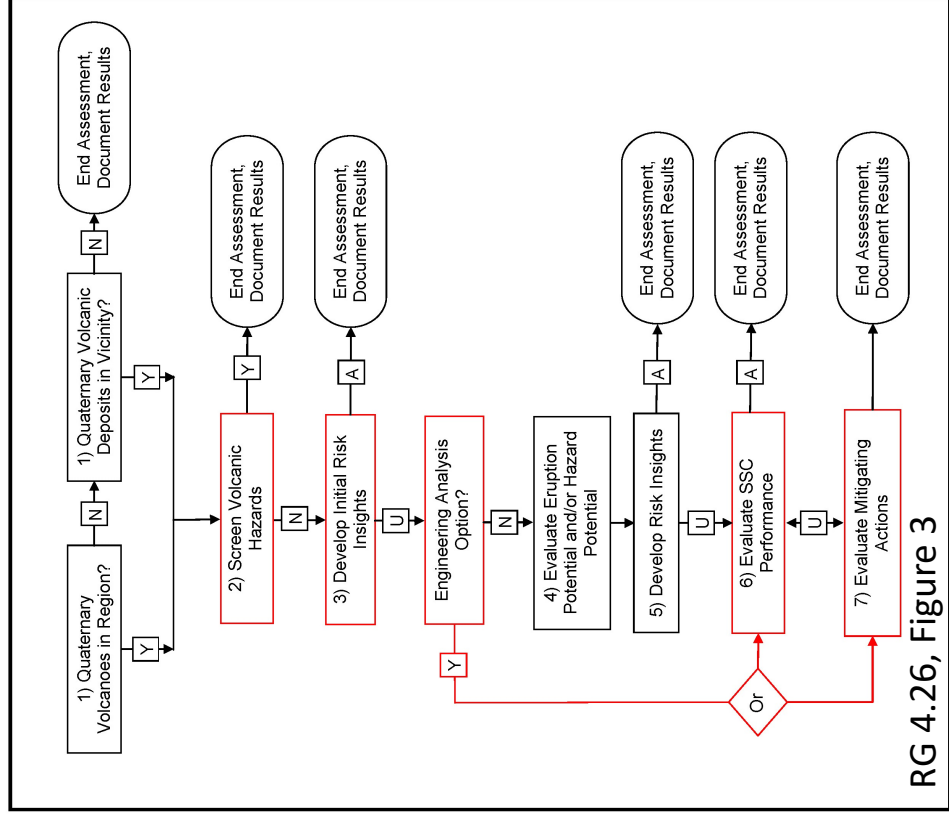 1) Quaternary
Volcanoes in Region?
N
1) Quaternary Volcanic
Deposits in Vicinity?
N
End Assessment,
Document Results
Y
Y
2) Screen Volcanic
Hazards
Y
End Assessment,
Document Results
N
3) Develop Initial Risk
Insights
A
End Assessment,
Document Results
U
Engineering Analysis
Option?
Y
N
4) Evaluate Eruption
Potential and/or Hazard
Potential
5) Develop Risk Insights
A
End Assessment,
Document Results
U
Or
6) Evaluate SSC
Performance
A
End Assessment,
Document Results
U
7) Evaluate Mitigating
Actions
End Assessment,
Document Results
RG 4.26, Figure 3